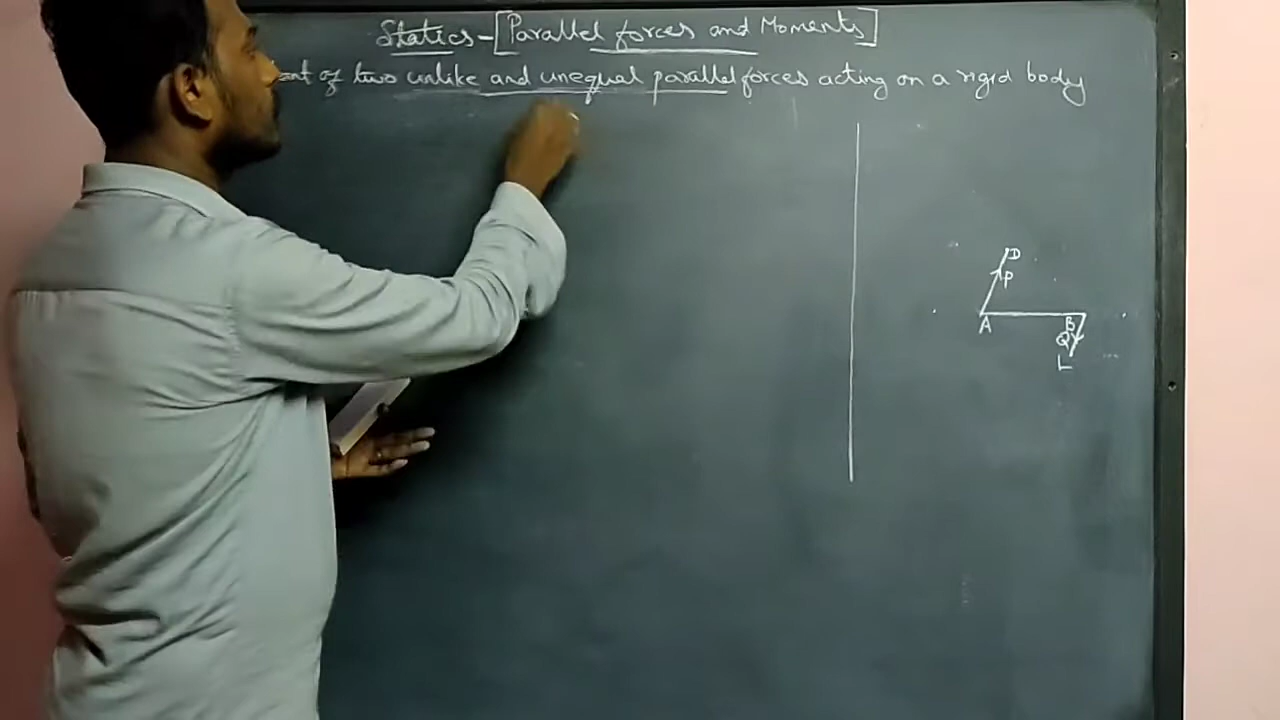 Statics - [Parallel forces and Moments]
of two unlike and unequal parallel forces acting on a rigid body
D
P
A
B
Q
L